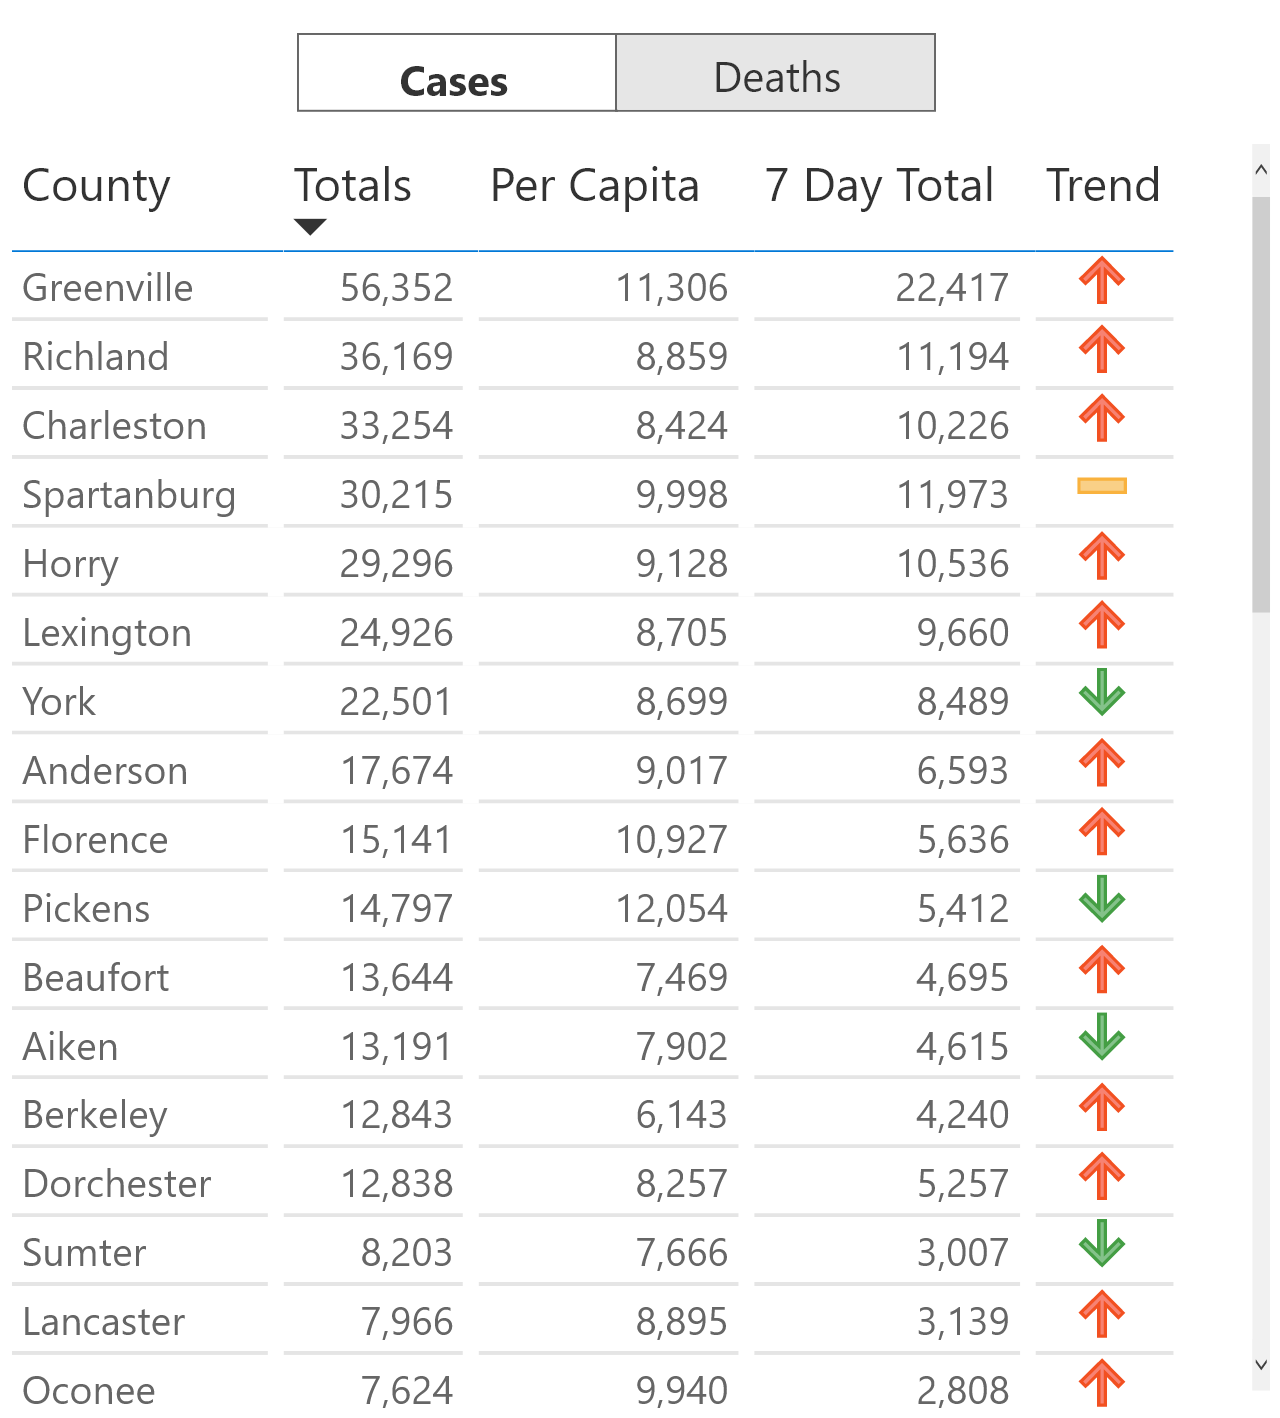 Cases Deaths
County Totals Per Capita 7 Day Total Trend
Greenville 56,352 11,306 22,417
Richland 36,169 8,859 11,194
Charleston 33,254 8,424 10,226
Spartanburg 30,215 9,998 11,973
Horry 29,296 9,128 10,536
Lexington 24,926 8,705 9,660
York 22,501 8,699 8,489
Anderson 17,674 9,017 6,593
Florence 15,141 10,927 5,636
Pickens 14,797 12,054 5,412
Beaufort 13,644 7,469 4,695
Aiken 13,191 7,902 4,615
Berkeley 12,843 6,143 4,240
Dorchester 12,838 8,257 5,257
Sumter 8,203 7,666 3,007
Lancaster 7,966 8,895 3,139
Oconee 7,624 9,940 2,808